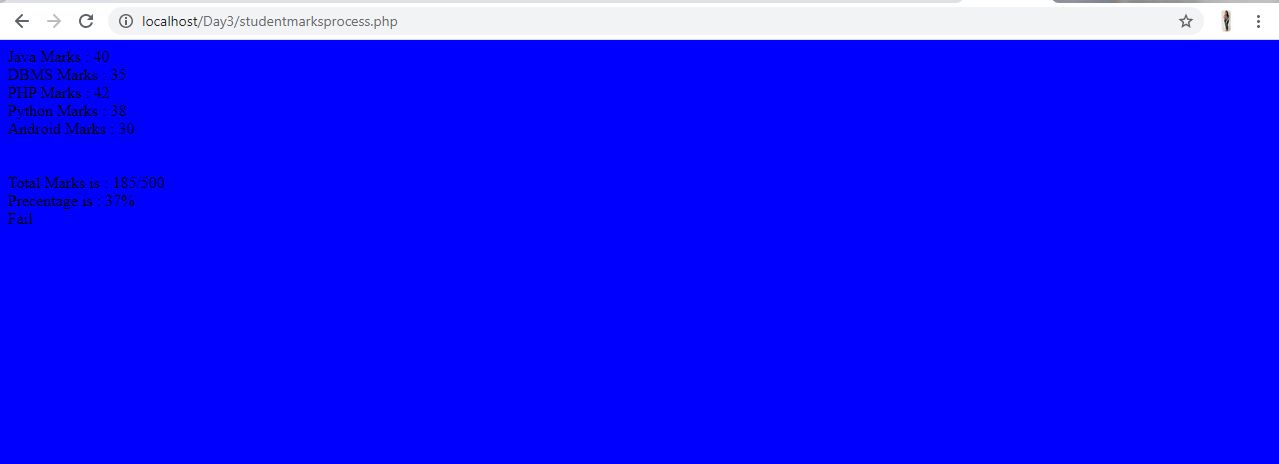 localhost/Day3/studentmarksprocess.php
Java Marks : 40
DBMS Marks : 35
PHP Marks : 42
Python Marks : 38
Android Marks : 30
Total Marks is : 185/500
Precentage is : 37%
Fail